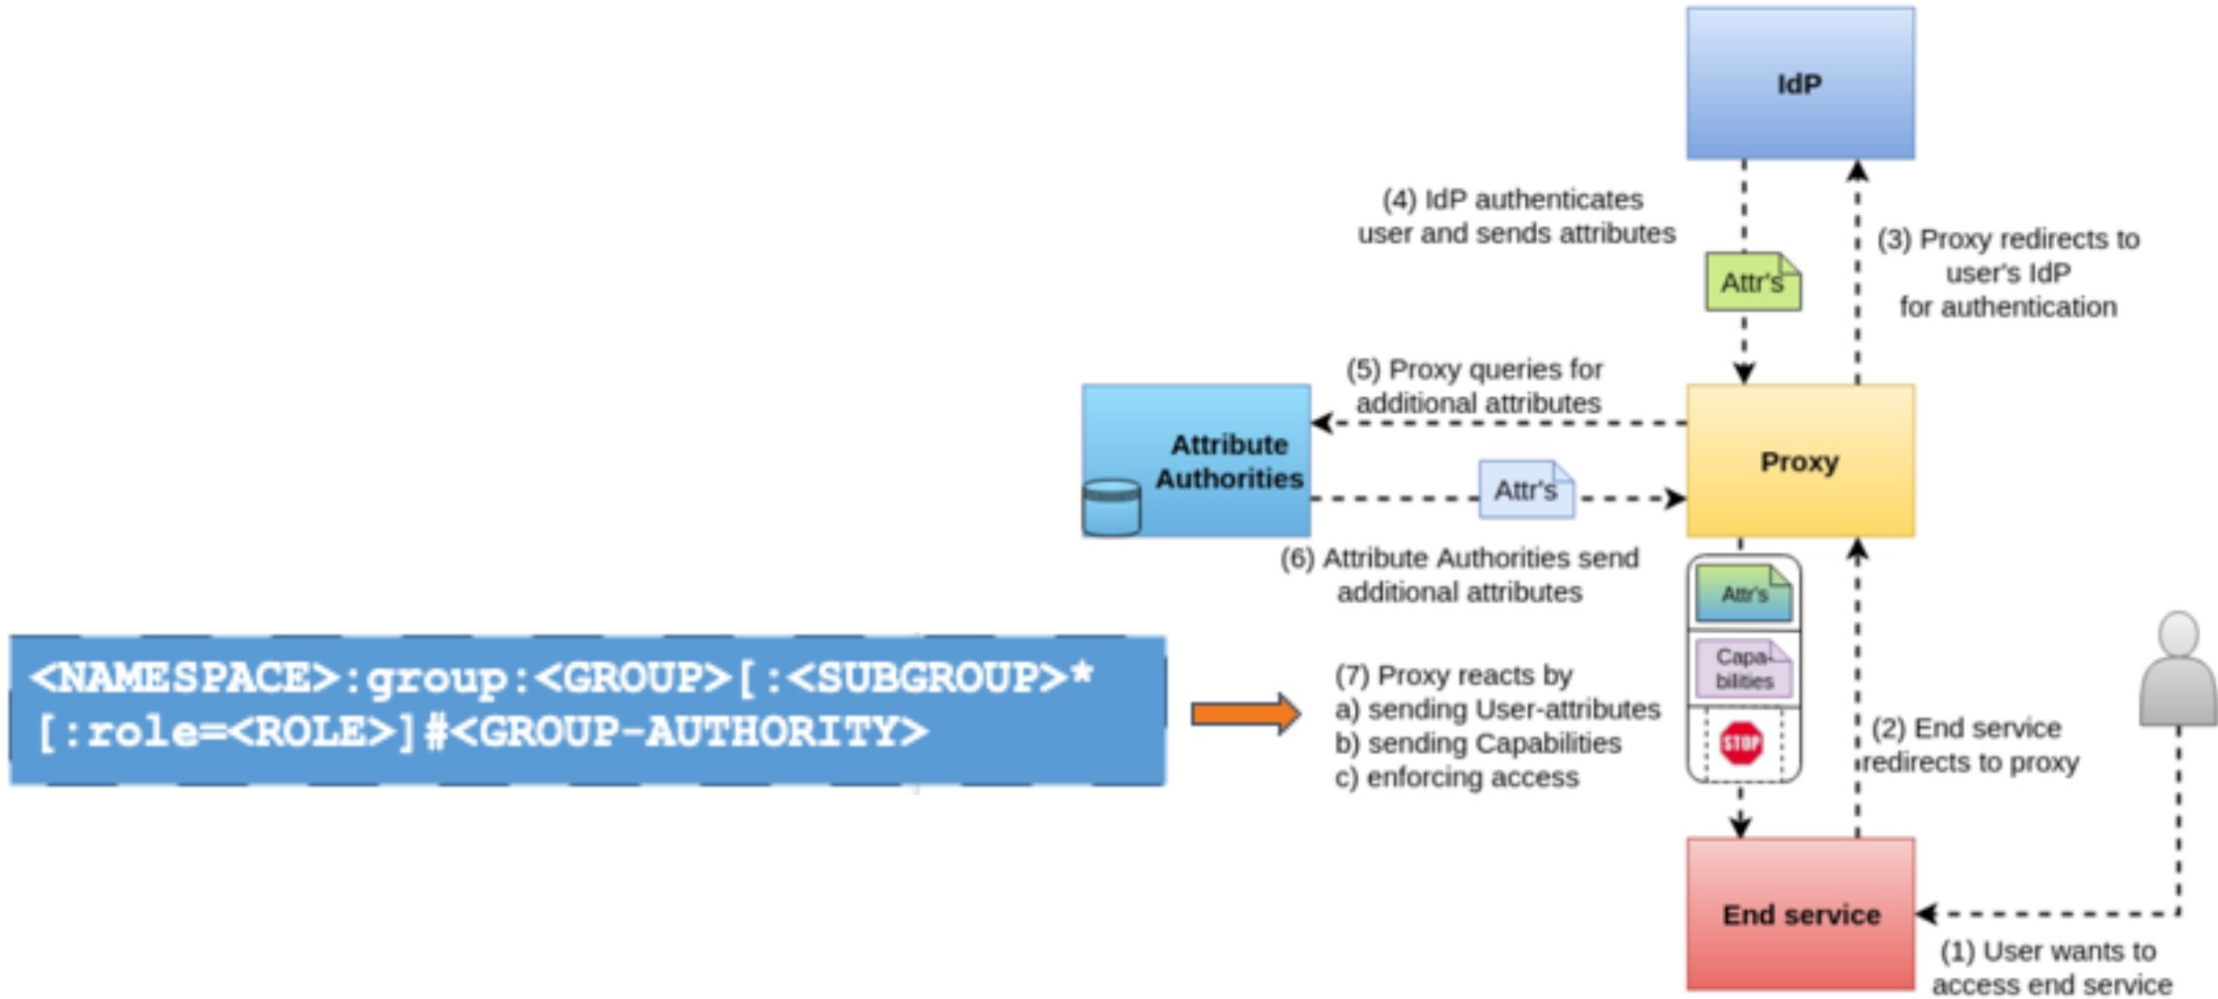 IdP
(4) IdP authenticates
user and sends attributes
(3) Proxy redirects to
user's IdP
for authentication
Attr's
(5) Proxy queries for
additional attributes
Attribute
Authorities
Proxy
Attr's
(6) Attribute Authorities send
additional attributes
Attr's
Capa-
bilities
STOP
<NAMESPACE>:group:<GROUP>[:<SUBGROUP>*
[:role=<ROLE>]#<GROUP-AUTHORITY>
(7) Proxy reacts by
a) sending User-attributes
b) sending Capabilities
c) enforcing access
(2) End service
redirects to proxy
End service
(1) User wants to
access end service